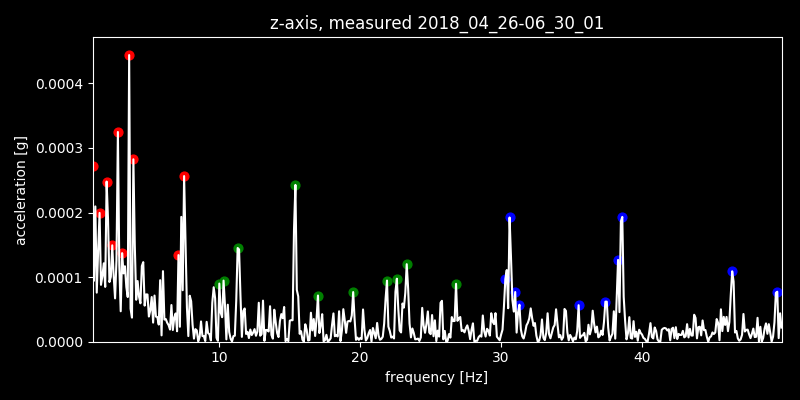 z-axis, measured 2018_04_26-06_30_01
acceleration [g]
0.0004
0.0003
0.0002
0.0001
0.0000
10 20 30 40
frequency [Hz]